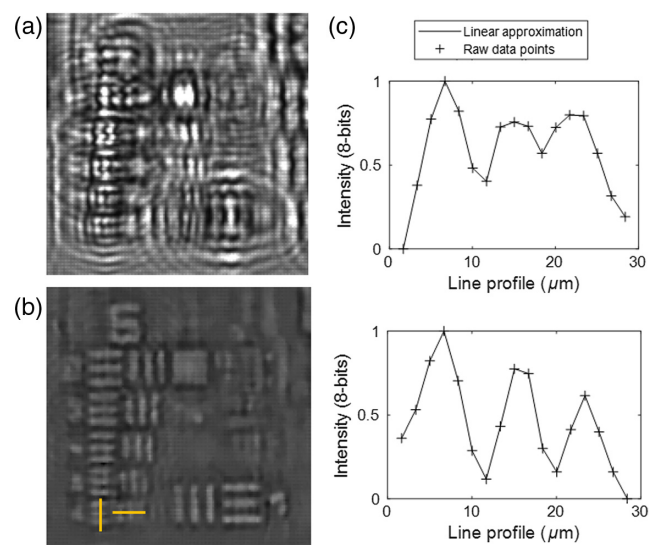 (a)
(c)
Linear approximation
Raw data points
1
0.5
0
Intensity (8-bits)
0
10
20
30
Line profile (µm)
(b)
5
1
0.5
0
Intensity (8-bits)
0
10
20
30
Line profile (µm)